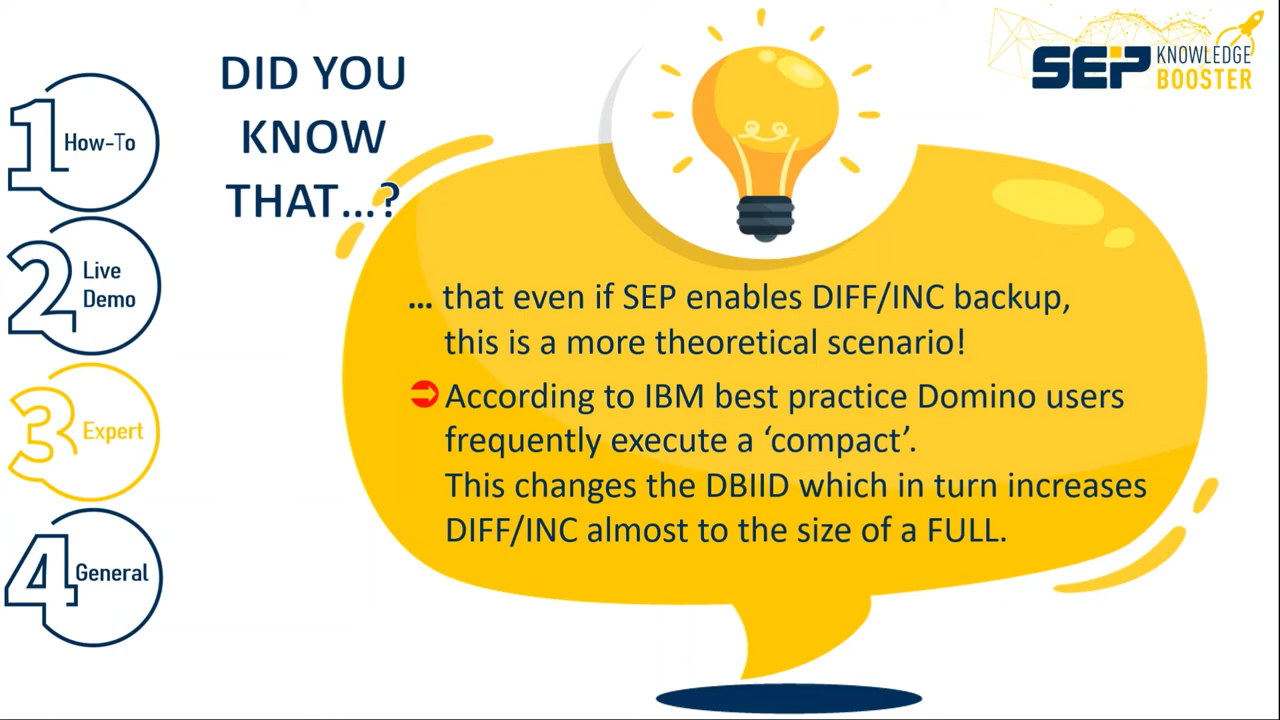 SEP KNOWLEDGE
BOOSTER
DID YOU
KNOW
THAT...?
1 How-To
2 Live
Demo
3 Expert
4 General
... that even if SEP enables DIFF/INC backup,
this is a more theoretical scenario!
According to IBM best practice Domino users
frequently execute a ‘compact’.
This changes the DBIID which in turn increases
DIFF/INC almost to the size of a FULL.